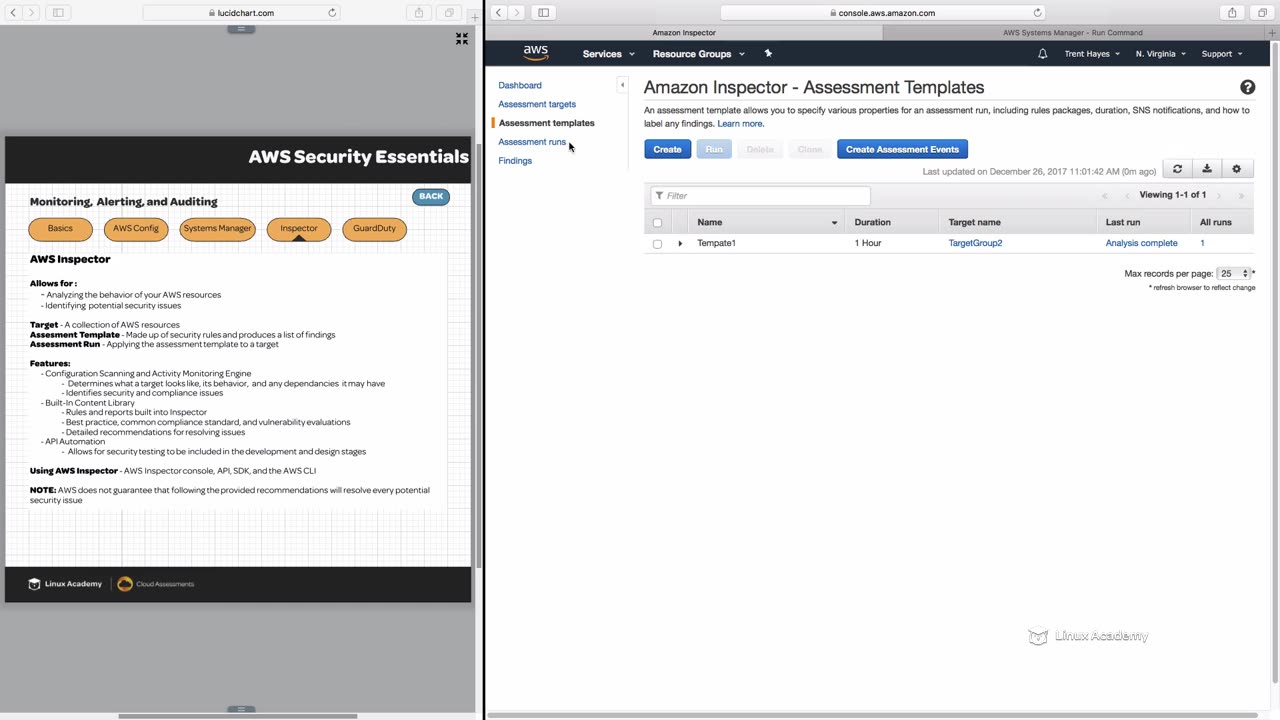 lucidchart.com
AWS Security Essentials
Monitoring, Alerting, and Auditing
BACK
Basics
AWS Config
Systems Manager
Inspector
GuardDuty
AWS Inspector
Allows for :
- Analyzing the behavior of your AWS resources
- Identifying potential security issues
Target - A collection of AWS resources
Assesment Template - Made up of security rules and produces a list of findings
Assessment Run - Applying the assessment template to a target
Features:
- Configuration Scanning and Activity Monitoring Engine
- Determines what a target looks like, its behavior, and any dependencies it may have
- Identifies security and compliance issues
- Built-In Content Library
- Rules and reports built into Inspector
- Best practice, common compliance standard, and vulnerability evaluations
- Detailed recommendations for resolving issues
- API Automation
- Allows for security testing to be included in the development and design stages
Using AWS Inspector - AWS Inspector console, API, SDK, and the AWS CLI
NOTE: AWS does not guarantee that following the provided recommendations will resolve every potential
security issue
Linux Academy
Cloud Assessments
console.aws.amazon.com
Amazon Inspector
AWS Systems Manager - Run Command
aws
Services
Resource Groups
Trent Hayes
N. Virginia
Support
Dashboard
Assessment targets
Assessment templates
Assessment runs
Findings
Amazon Inspector - Assessment Templates
An assessment template allows you to specify various properties for an assessment run, including rules packages, duration, SNS notifications, and how to
label any findings. Learn more.
Create
Run
Delete
Clone
Create Assessment Events
Last updated on December 26, 2017 11:01:42 AM (0m ago)
Filter
Viewing 1-1 of 1
Name
Duration
Target name
Last run
All runs
Tempate1
1 Hour
TargetGroup2
Analysis complete
1
Max records per page: 25 *
* refresh browser to reflect change
Linux Academy